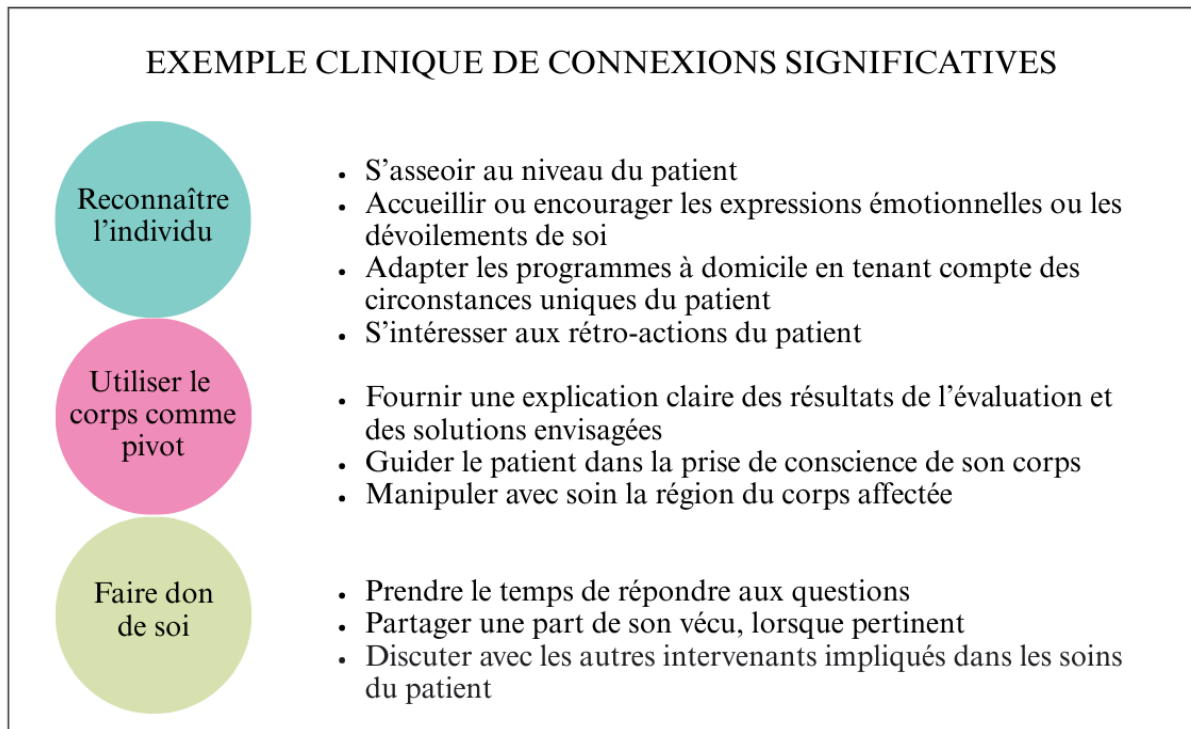 EXEMPLE CLINIQUE DE CONNEXIONS SIGNIFICATIVES
Reconnaître
l’individu
• S’asseoir au niveau du patient
• Accueillir ou encourager les expressions émotionnelles ou les
dévoilements de soi
• Adapter les programmes à domicile en tenant compte des
circonstances uniques du patient
• S’intéresser aux rétro-actions du patient
Utiliser le
corps comme
pivot
• Fournir une explication claire des résultats de l’évaluation et
des solutions envisagées
• Guider le patient dans la prise de conscience de son corps
• Manipuler avec soin la région du corps affectée
Faire don
de soi
• Prendre le temps de répondre aux questions
• Partager une part de son vécu, lorsque pertinent
• Discuter avec les autres intervenants impliqués dans les soins
du patient